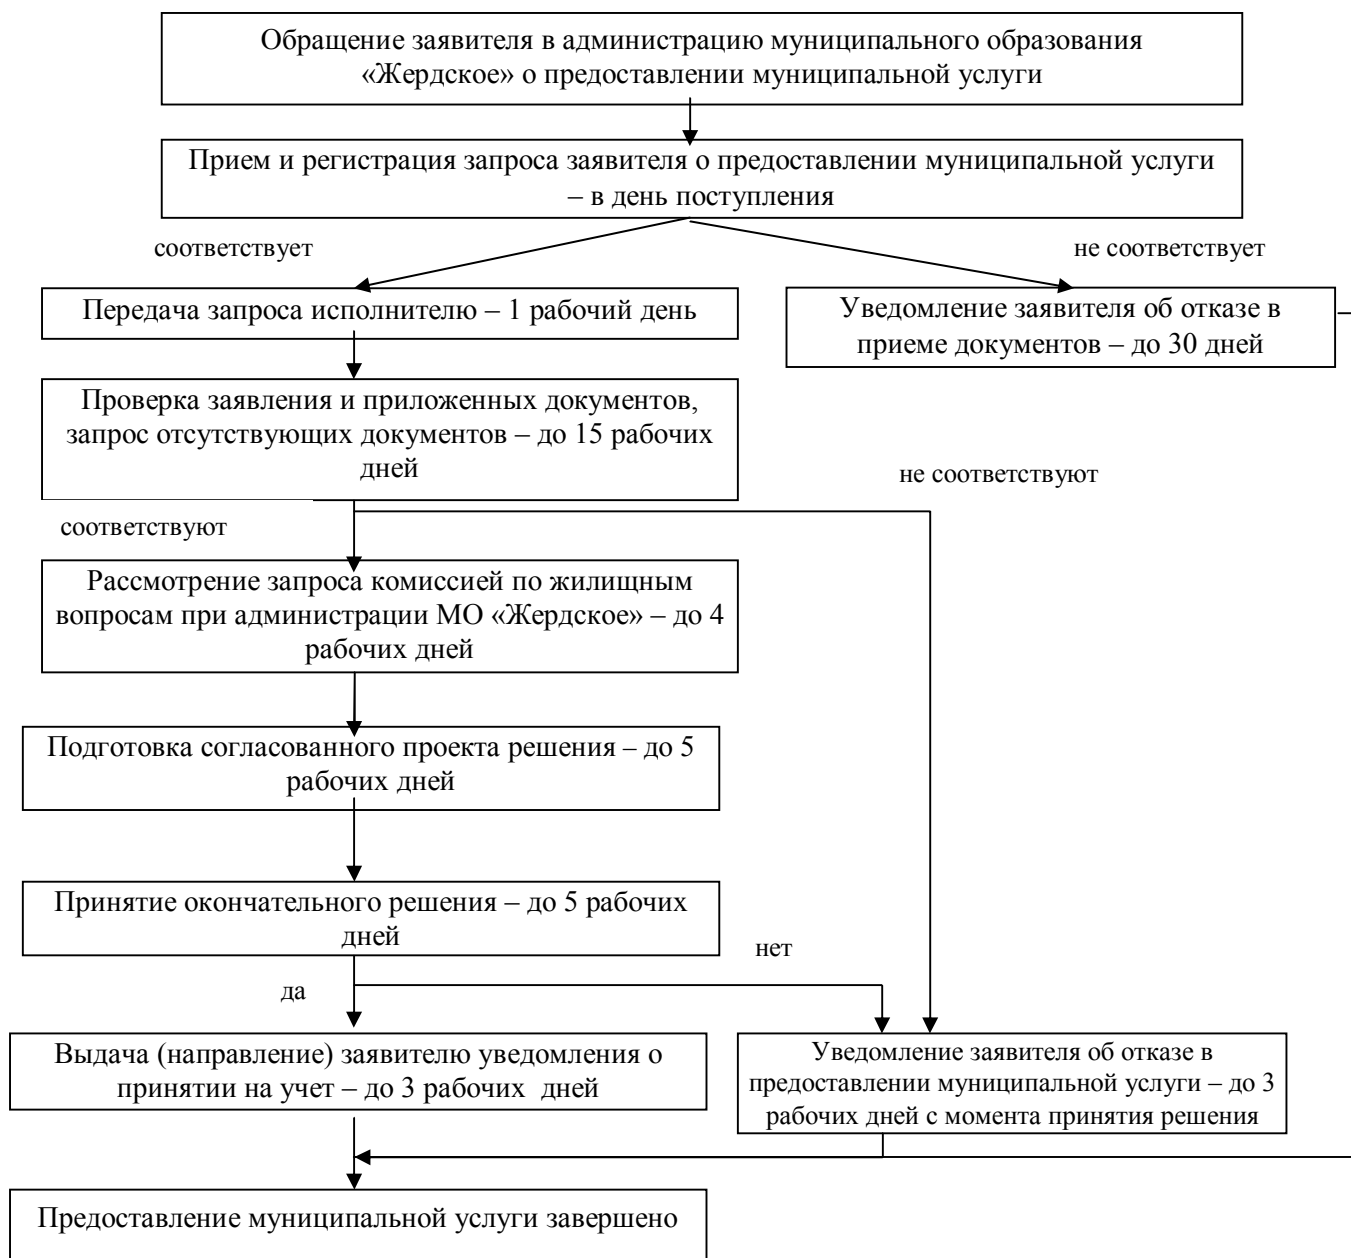 Обращение заявителя в администрацию муниципального образования
«Жердское» о предоставлении муниципальной услуги
Прием и регистрация запроса заявителя о предоставлении муниципальной услуги
– в день поступления
соответствует
не соответствует
Передача запроса исполнителю – 1 рабочий день
Уведомление заявителя об отказе в
приеме документов – до 30 дней
Проверка заявления и приложенных документов,
запрос отсутствующих документов – до 15 рабочих
дней
не соответствуют
соответствуют
Рассмотрение запроса комиссией по жилищным
вопросам при администрации МО «Жердское» – до 4
рабочих дней
Подготовка согласованного проекта решения – до 5
рабочих дней
Принятие окончательного решения – до 5 рабочих
дней
нет
да
Выдача (направление) заявителю уведомления о
принятии на учет – до 3 рабочих дней
Уведомление заявителя об отказе в
предоставлении муниципальной услуги – до 3
рабочих дней с момента принятия решения
Предоставление муниципальной услуги завершено